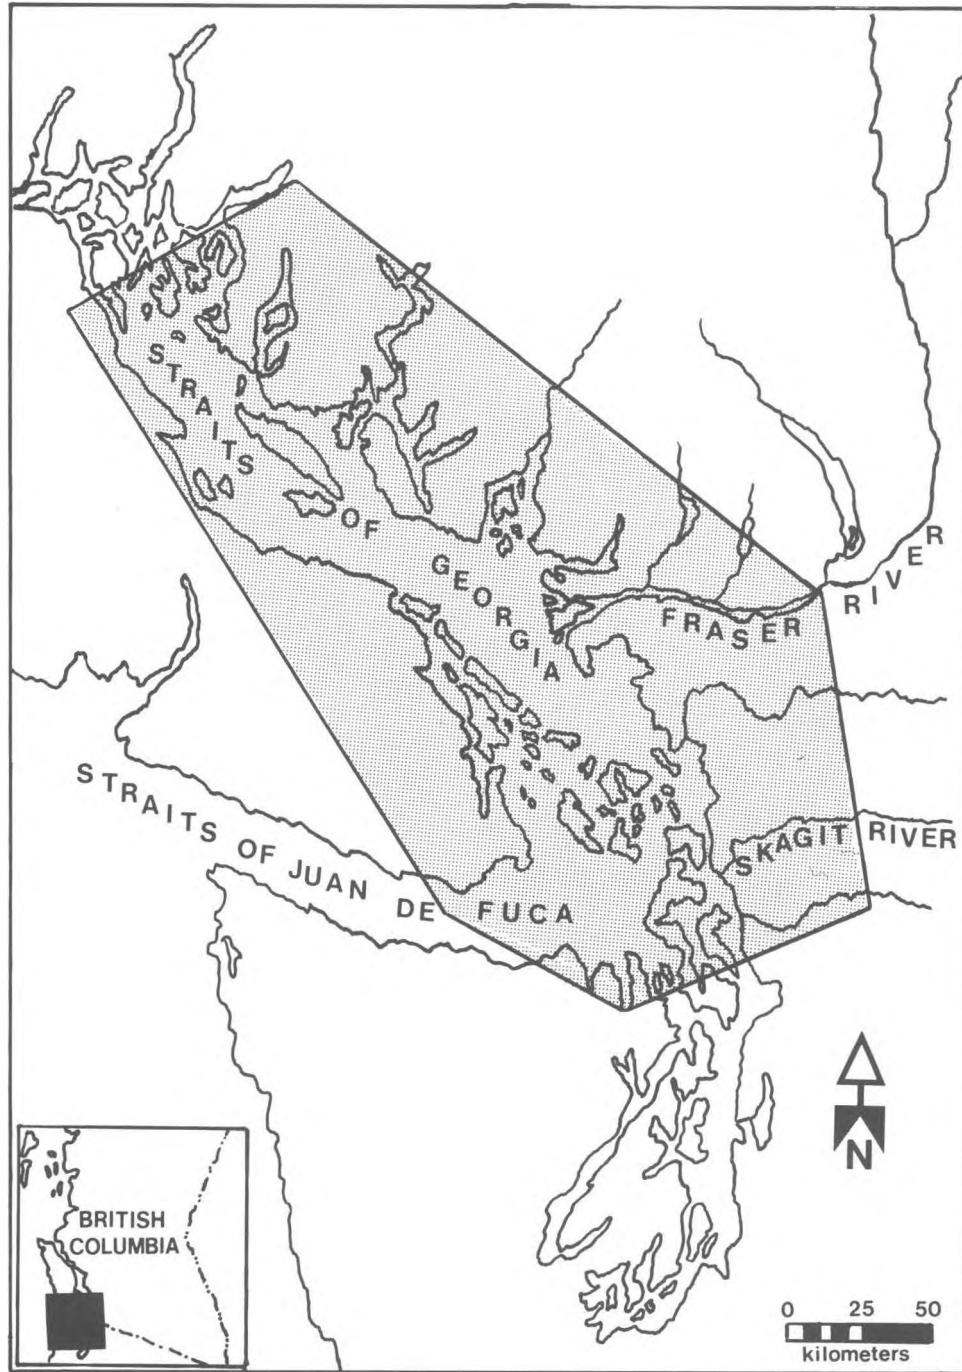 STRAITS
OF
GEORGIA
FRASER RIVER
STRAITS OF JUAN DE FUCA
SKAGIT RIVER
N
BRITISH
COLUMBIA
0 25 50
kilometers